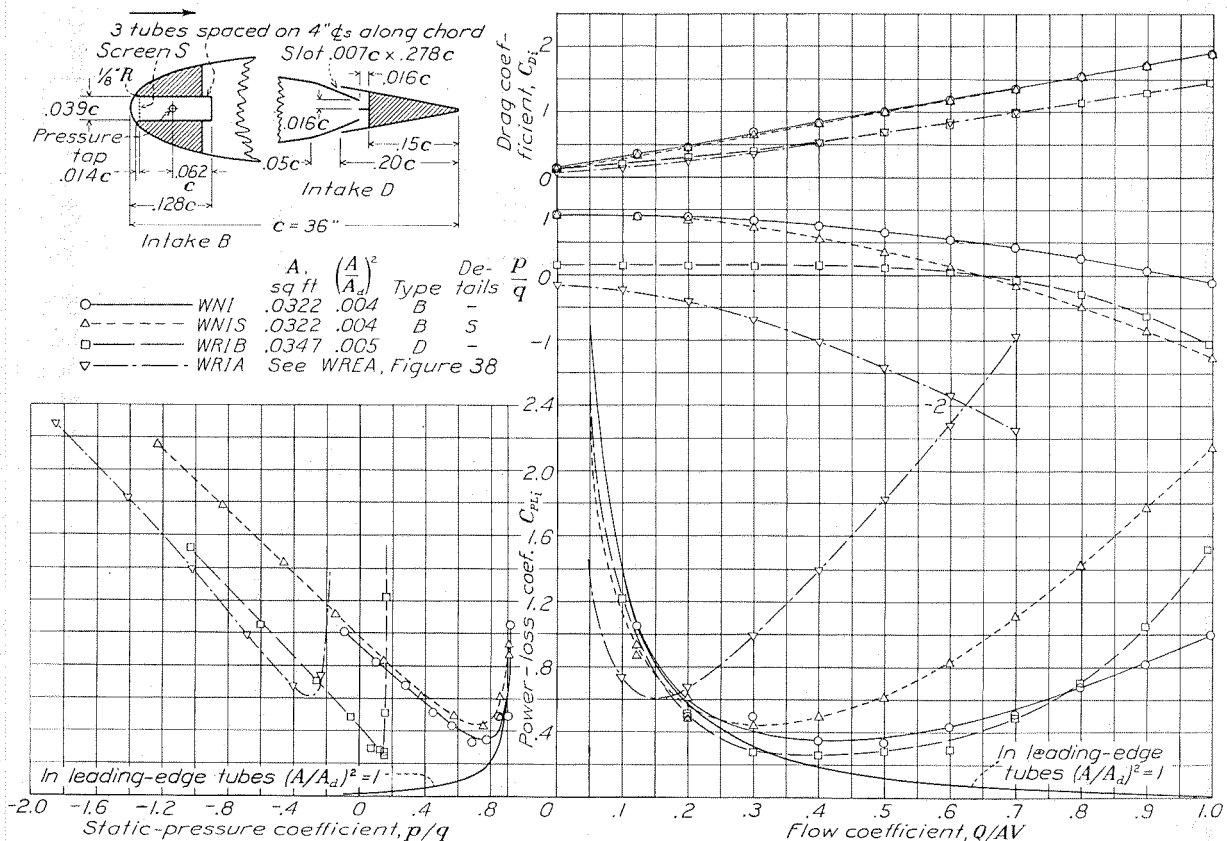 3 tubes spaced on 4" ℄s along chord
Screen S
Slot .007c x .278c
⅛"R
.016c
.039c
.016c
Pressure tap
.15c
.014c
.062 c
.05c
.20c
.128c
Intake D
c = 36"
Intake B
A, sq ft (A/A_d)² Type De-tails
WNI .0322 .004 B -
WNIS .0322 .004 B S
WRIB .0347 .005 D -
WRIA See WREA, Figure 38
Drag coef-ficient, C_Di
2
1
0
p/q
1
0
-1
-2
Power-loss coef., C_PLi
2.4
2.0
1.6
1.2
.8
.4
In leading-edge tubes (A/A_d)² = 1
-2.0 -1.6 -1.2 -.8 -.4 0 .4 .8
Static-pressure coefficient, p/q
In leading-edge
tubes (A/A_d)² = 1
0 .1 .2 .3 .4 .5 .6 .7 .8 .9 1.0
Flow coefficient, Q/AV